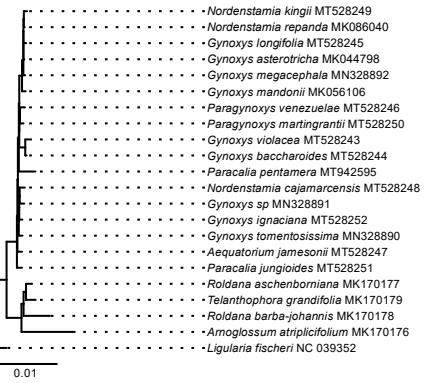 Nordenstamia kingii MT528249
Nordenstamia repanda MK086040
Gynoxys longifolia MT528245
Gynoxys asterotricha MK044798
Gynoxys megacephala MN328892
Gynoxys mandonii MK056106
Paragynoxys venezuelae MT528246
Paragynoxys martingrantii MT528250
Gynoxys violacea MT528243
Gynoxys baccharoides MT528244
Paracalia pentamera MT942595
Nordenstamia cajamarcensis MT528248
Gynoxys sp MN328891
Gynoxys ignaciana MT528252
Gynoxys tomentosissima MN328890
Aequatorium jamesonii MT528247
Paracalia jungioides MT528251
Roldana aschenborniana MK170177
Telanthophora grandifolia MK170179
Roldana barba-johannis MK170178
Arnoglossum atriplicifolium MK170176
Ligularia fischeri NC 039352
0.01